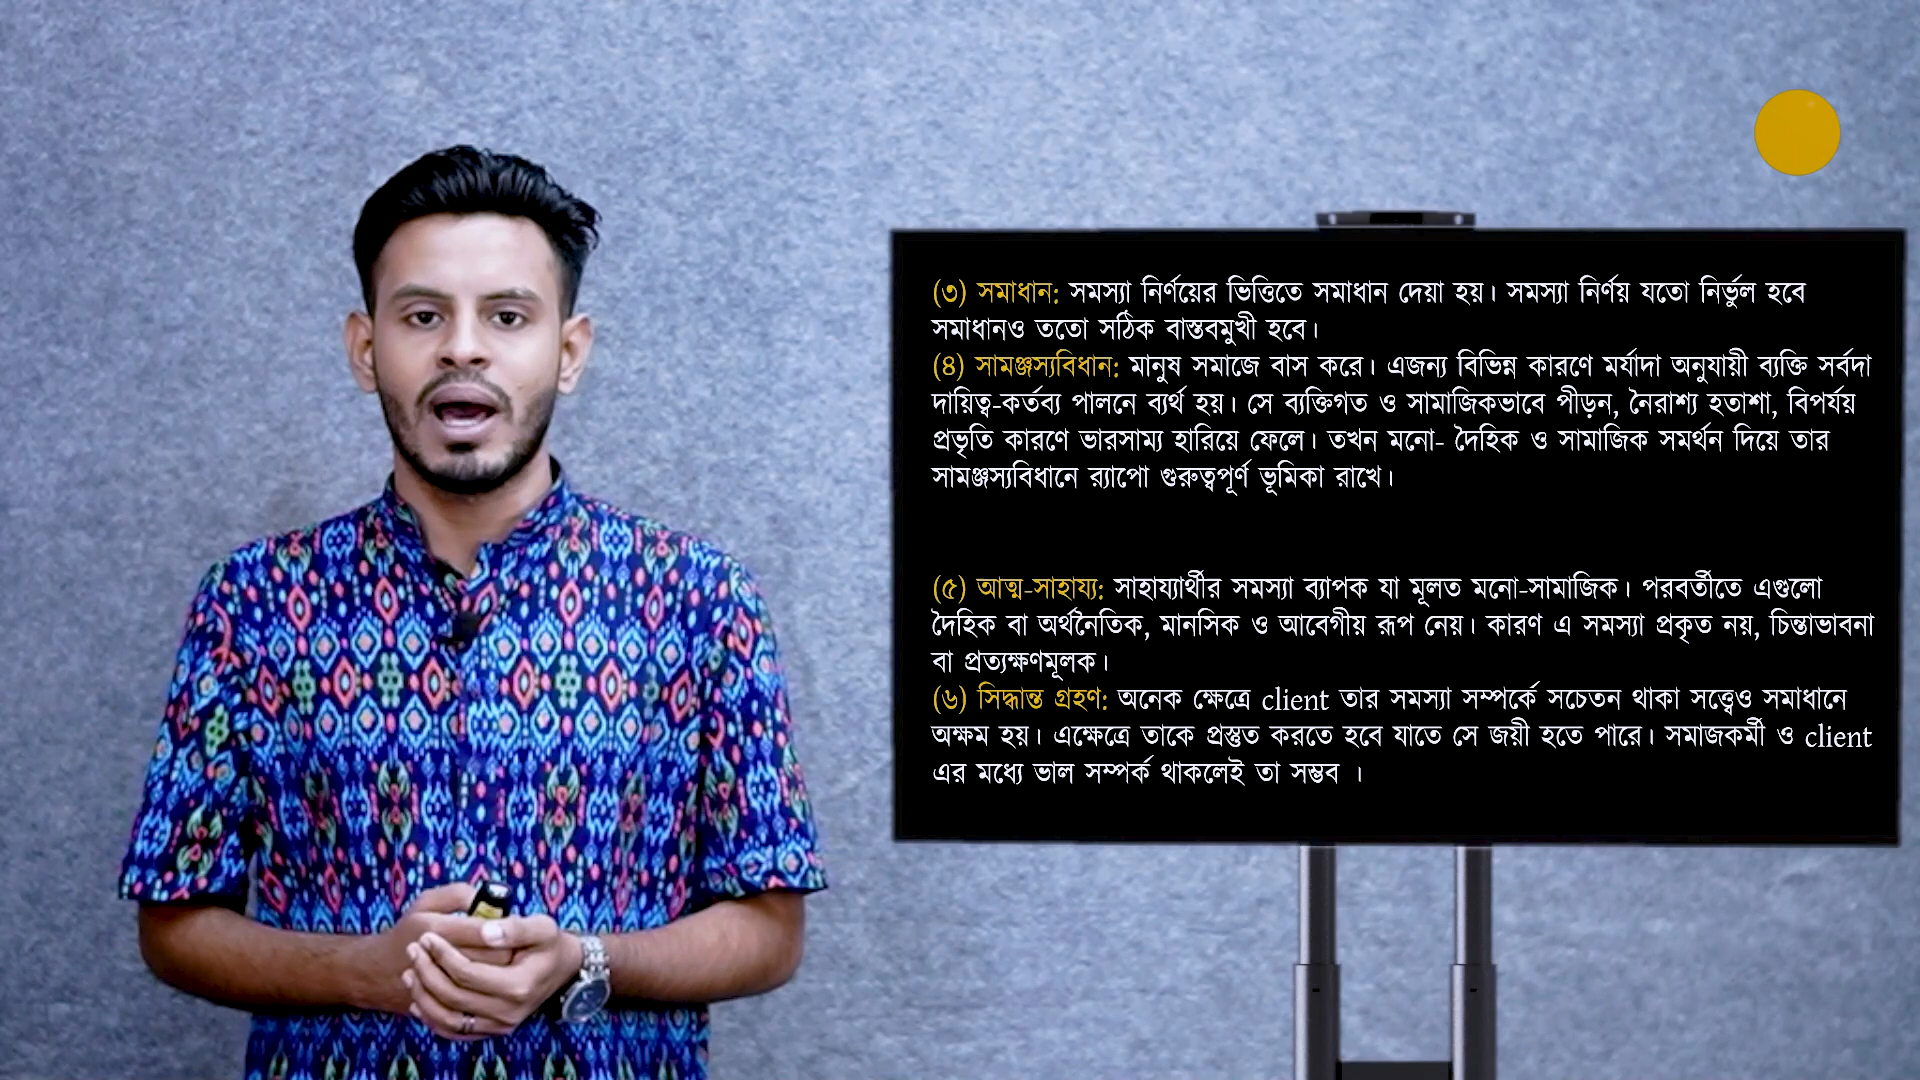 (৩) সমাধান: সমস্যা নির্ণয়ের ভিত্তিতে সমাধান দেয়া হয়। সমস্যা নির্ণয় যতো নির্ভুল হবে
সমাধানও ততো সঠিক বাস্তবমুখী হবে।
(৪) সামঞ্জস্যবিধান: মানুষ সমাজে বাস করে। এজন্য বিভিন্ন কারণে মর্যাদা অনুযায়ী ব্যক্তি সর্বদা
দায়িত্ব-কর্তব্য পালনে ব্যর্থ হয়। সে ব্যক্তিগত ও সামাজিকভাবে পীড়ন, নৈরাশ্য হতাশা, বিপর্যয়
প্রভৃতি কারণে ভারসাম্য হারিয়ে ফেলে। তখন মনো- দৈহিক ও সামাজিক সমর্থন দিয়ে তার
সামঞ্জস্যবিধানে র‍্যাপো গুরুত্বপূর্ণ ভূমিকা রাখে।
(৫) আত্ম-সাহায্য: সাহায্যার্থীর সমস্যা ব্যাপক যা মূলত মনো-সামাজিক। পরবর্তীতে এগুলো
দৈহিক বা অর্থনৈতিক, মানসিক ও আবেগীয় রূপ নেয়। কারণ এ সমস্যা প্রকৃত নয়, চিন্তাভাবনা
বা প্রত্যক্ষণমূলক।
(৬) সিদ্ধান্ত গ্রহণ: অনেক ক্ষেত্রে client তার সমস্যা সম্পর্কে সচেতন থাকা সত্ত্বেও সমাধানে
অক্ষম হয়। এক্ষেত্রে তাকে প্রস্তুত করতে হবে যাতে সে জয়ী হতে পারে। সমাজকর্মী ও client
এর মধ্যে ভাল সম্পর্ক থাকলেই তা সম্ভব ।